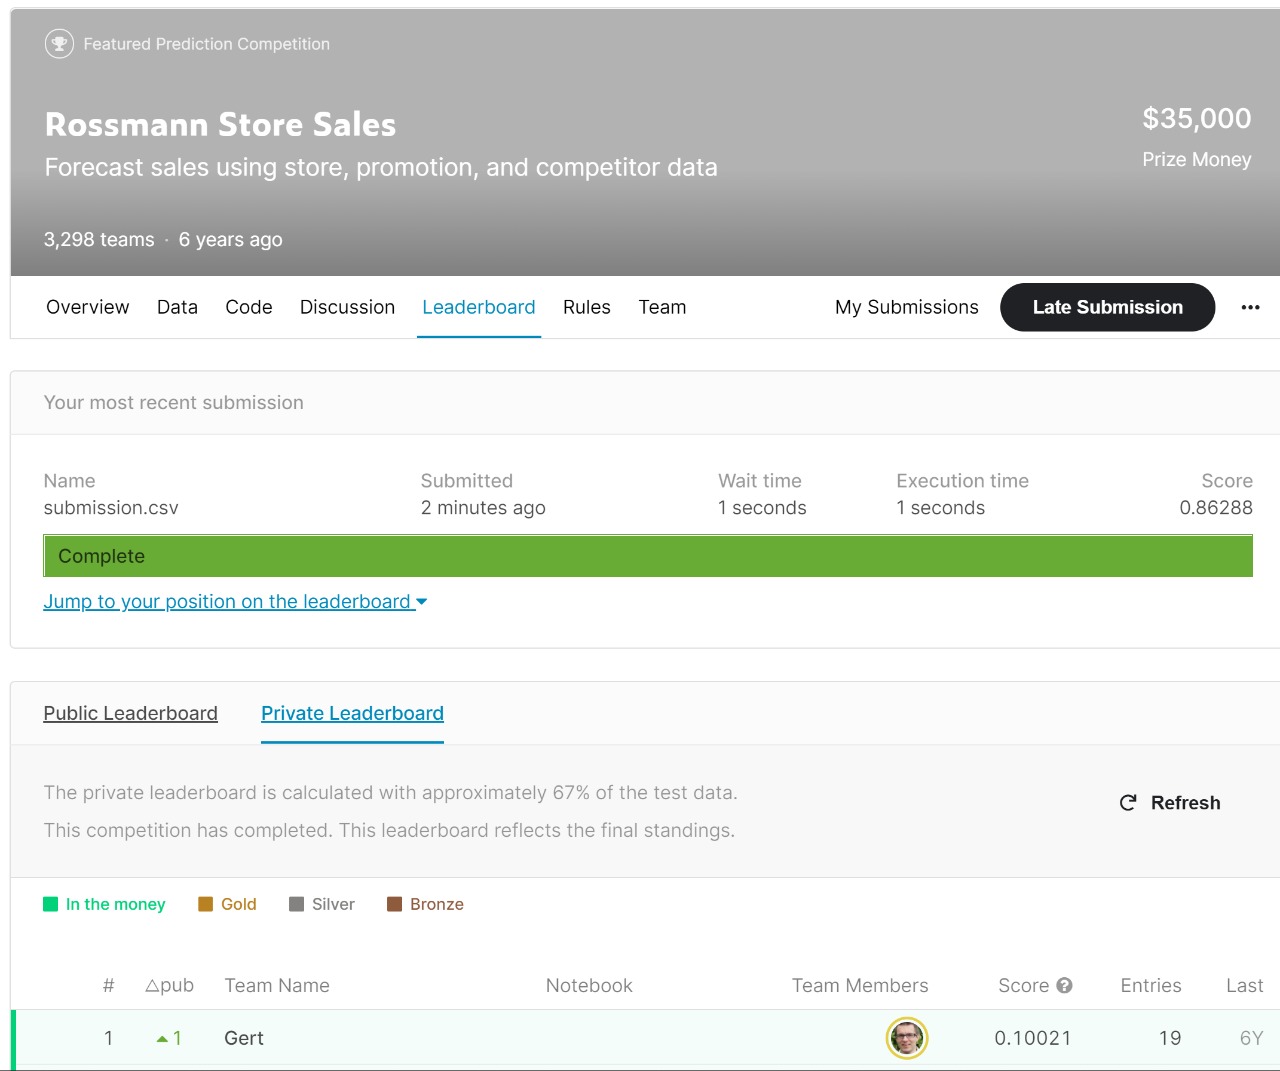 Featured Prediction Competition
Rossmann Store Sales
$35,000
Forecast sales using store, promotion, and competitor data
Prize Money
3,298 teams · 6 years ago
Overview Data Code Discussion Leaderboard Rules Team My Submissions Late Submission ...
Your most recent submission
Name Submitted Wait time Execution time Score
submission.csv 2 minutes ago 1 seconds 1 seconds 0.86288
Complete
Jump to your position on the leaderboard
Public Leaderboard Private Leaderboard
The private leaderboard is calculated with approximately 67% of the test data.
Refresh
This competition has completed. This leaderboard reflects the final standings.
In the money Gold Silver Bronze
# △pub Team Name Notebook Team Members Score ? Entries Last
1 1 Gert 0.10021 19 6Y